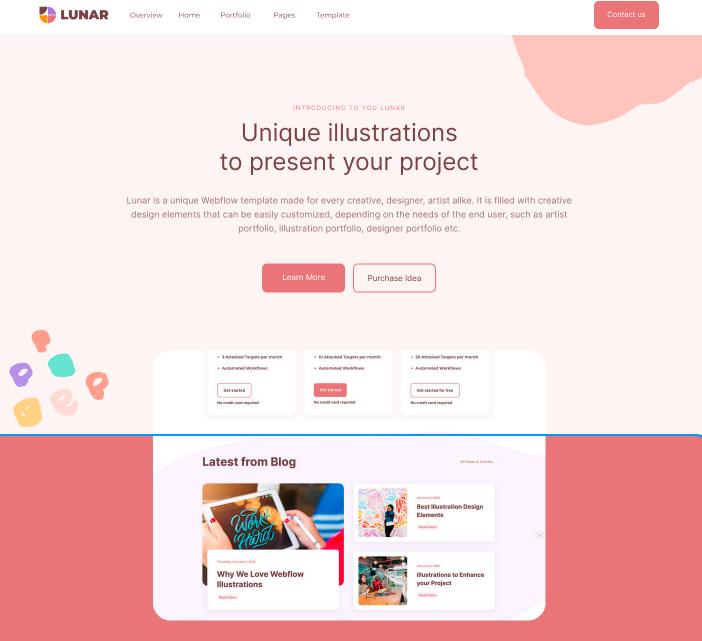 LUNAR
Overview
Home
Portfolio
Pages
Template
Contact us
INTRODUCING TO YOU LUNAR
Unique illustrations
to present your project
Lunar is a unique Webflow template made for every creative, designer, artist alike. It is filled with creative
design elements that can be easily customized, depending on the needs of the end user, such as artist
portfolio, illustration portfolio, designer portfolio etc.
Learn More
Purchase Idea
• 3 Attacked Targets per month
• Automated Workflows
Get started
No credit card required
• 10 Attacked Targets per month
• Automated Workflows
Get started
No credit card required
• 20 Attacked Targets per month
• Automated Workflows
Get started for free
No credit card required
Latest from Blog
All Posts & Articles
Work
Hard
Thursday, January 6, 2022
Why We Love Webflow
Illustrations
Read More
January 6, 2022
Best Illustration Design
Elements
Read More
January 6, 2022
Illustrations to Enhance
your Project
Read More